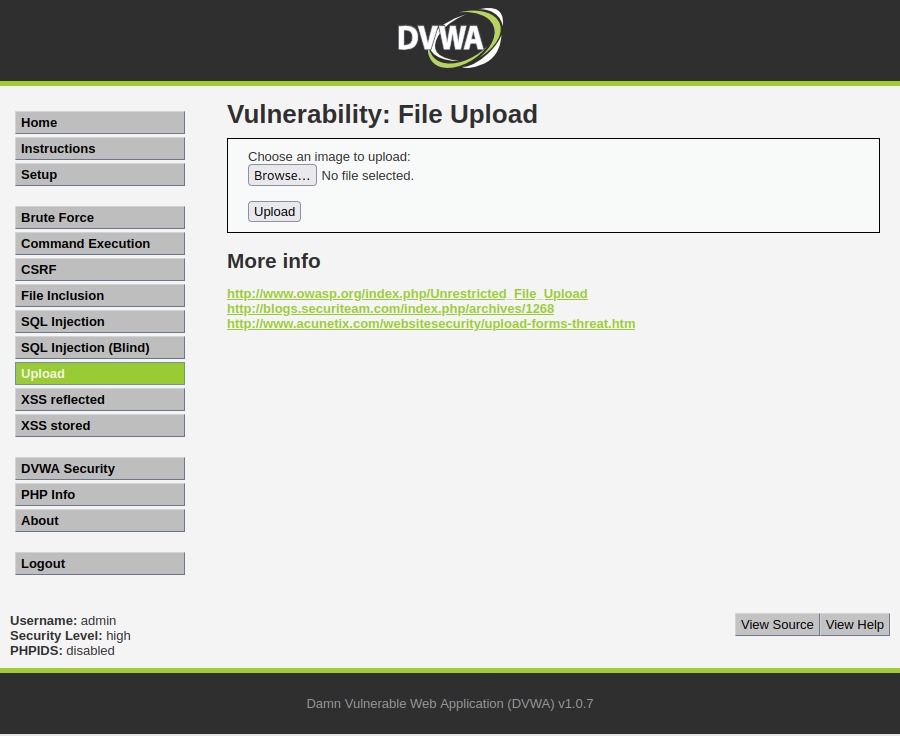 DVWA
Home
Instructions
Setup
Brute Force
Command Execution
CSRF
File Inclusion
SQL Injection
SQL Injection (Blind)
Upload
XSS reflected
XSS stored
DVWA Security
PHP Info
About
Logout
Vulnerability: File Upload
Choose an image to upload:
Browse... No file selected.
Upload
More info
http://www.owasp.org/index.php/Unrestricted_File_Upload
http://blogs.securiteam.com/index.php/archives/1268
http://www.acunetix.com/websitesecurity/upload-forms-threat.htm
Username: admin
Security Level: high
PHPIDS: disabled
View Source View Help
Damn Vulnerable Web Application (DVWA) v1.0.7